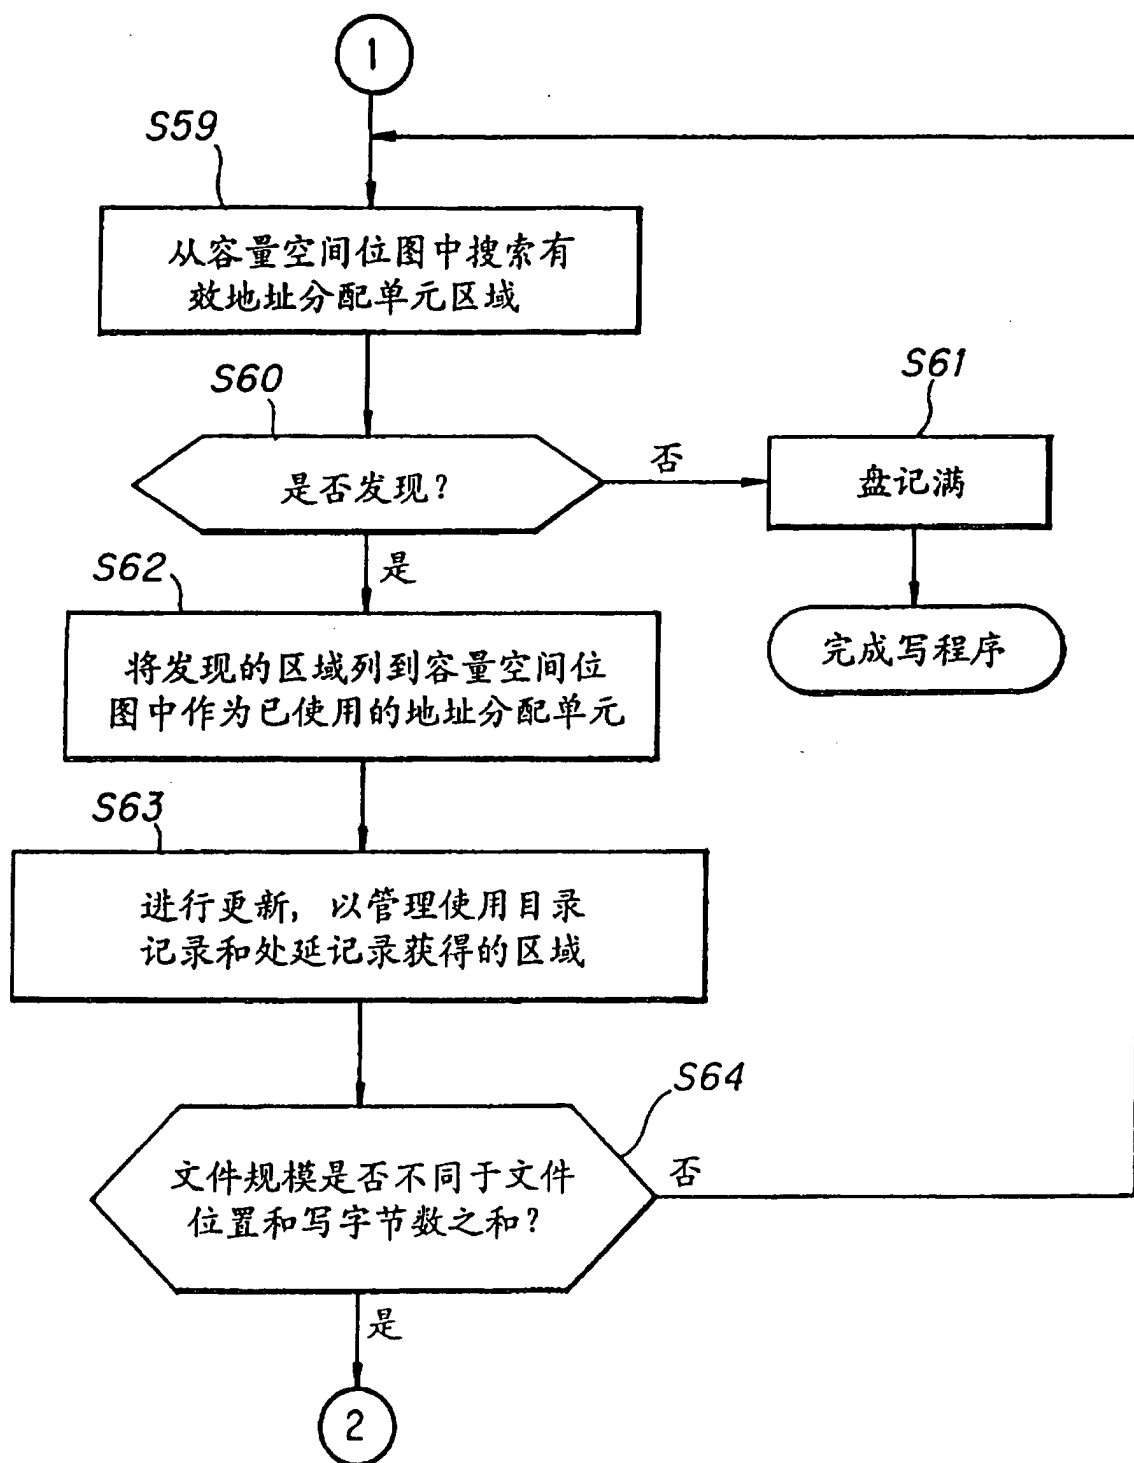 1
S59
从容量空间位图中搜索有
效地址分配单元区域
S60
是否发现?
否
S61
盘记满
完成写程序
是
S62
将发现的区域列到容量空间位
图中作为已使用的地址分配单元
S63
进行更新, 以管理使用目录
记录和处延记录获得的区域
S64
文件规模是否不同于文件
位置和写字节数之和?
否
是
2